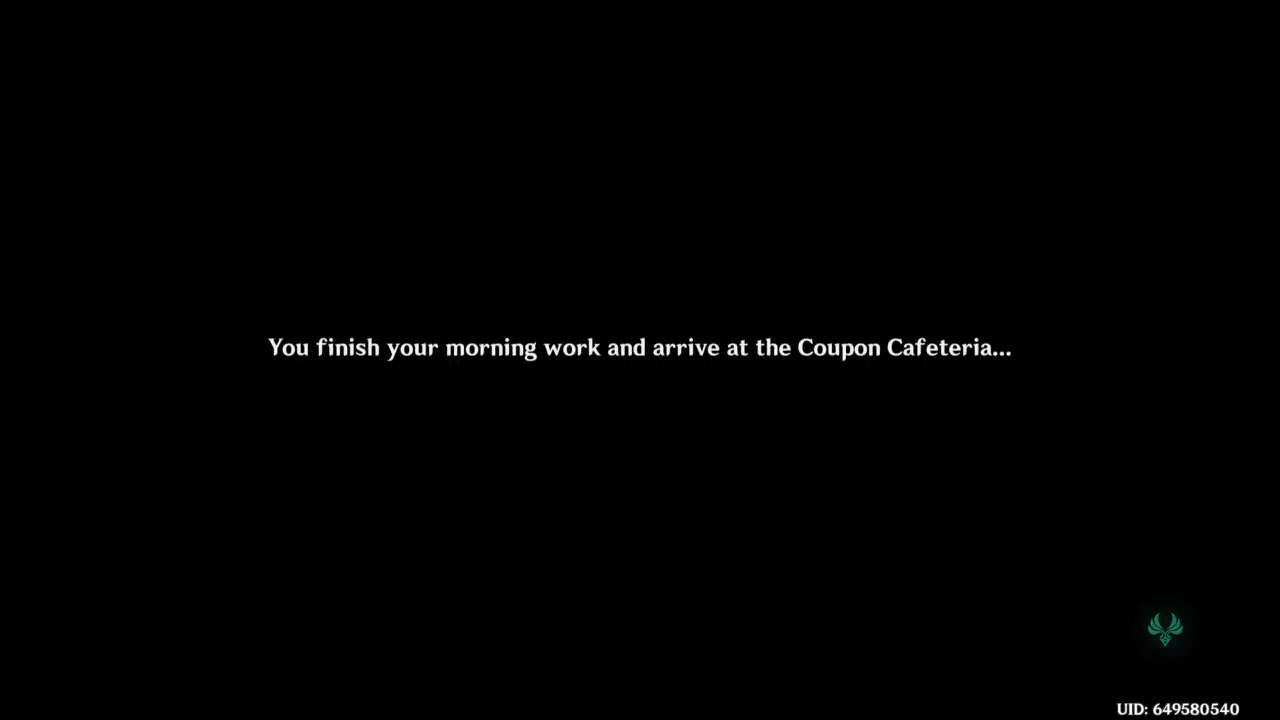 You finish your morning work and arrive at the Coupon Cafeteria...
UID: 649580540